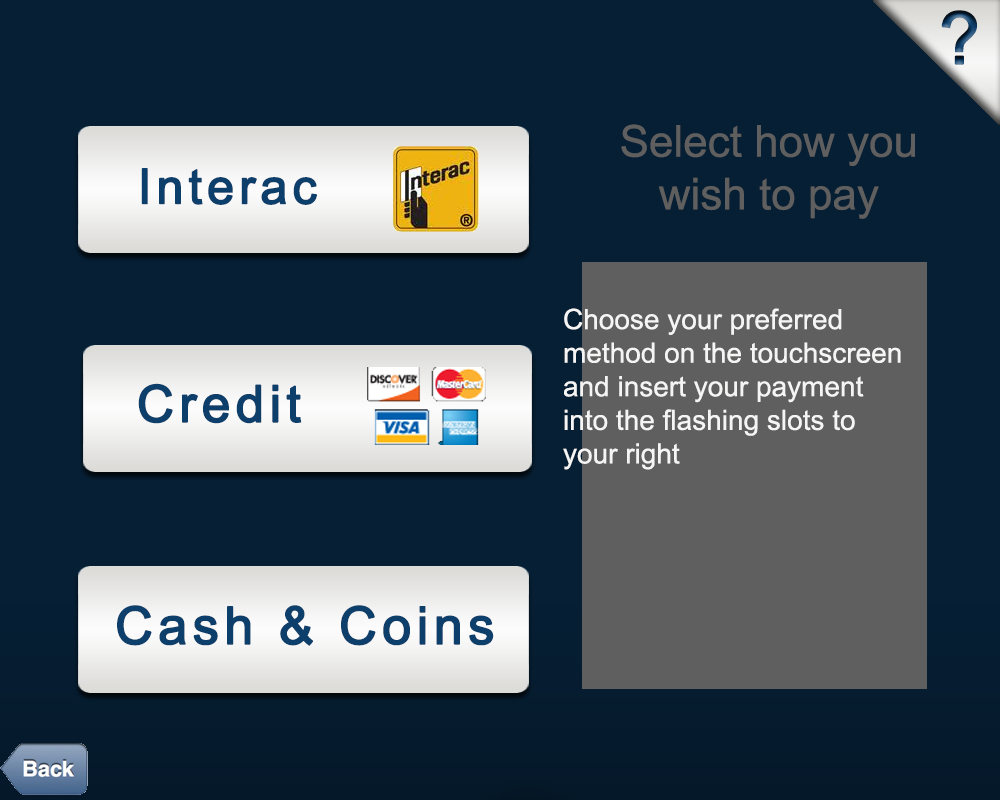 ?
Select how you
wish to pay
Interac
Interac
®
Choose your preferred
method on the touchscreen
and insert your payment
into the flashing slots to
your right
Credit
DISCOVER
MasterCard
VISA
Cash & Coins
Back